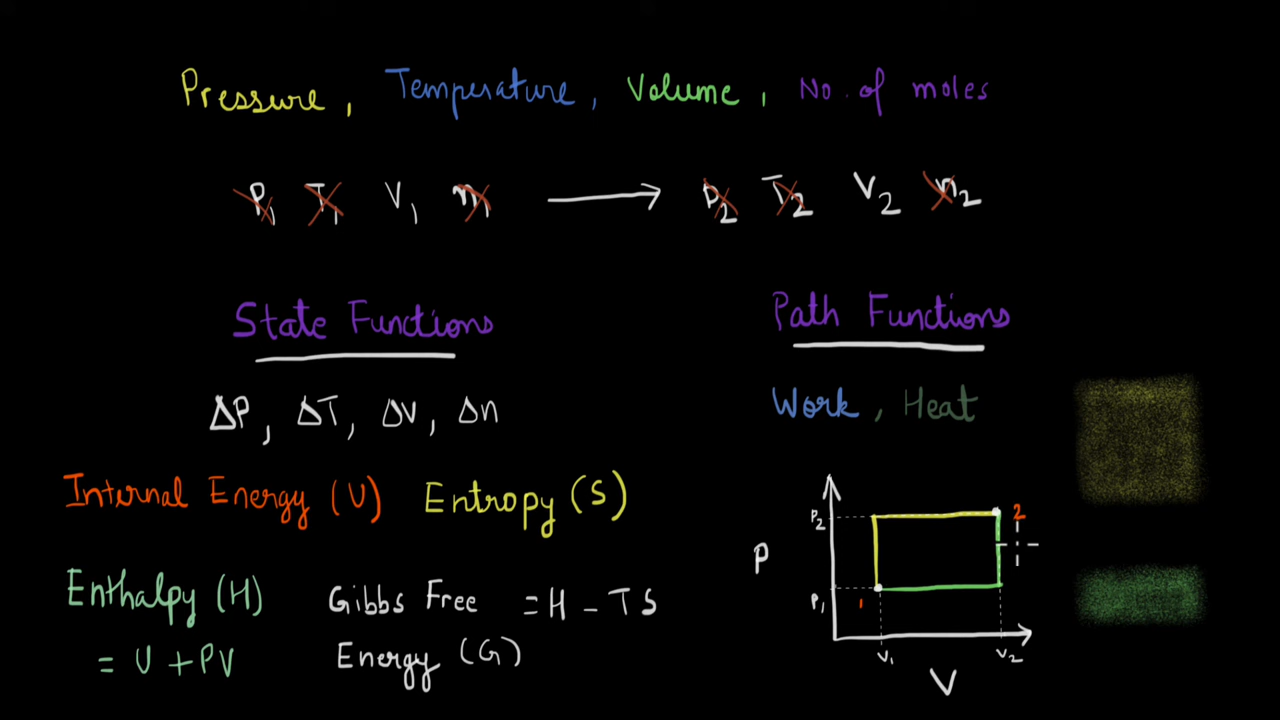 Pressure, Temperature, Volume, No. of moles
P₁ T₁ V₁ n₁ → P₂ T₂ V₂ n₂
State Functions
Path Functions
ΔP, ΔT, ΔV, Δn
Work, Heat
Internal Energy (U) Entropy (S)
Enthalpy (H)
= U + PV
Gibbs Free = H - TS
Energy (G)
P₂
2
P
P₁
1
V₁
V₂
V